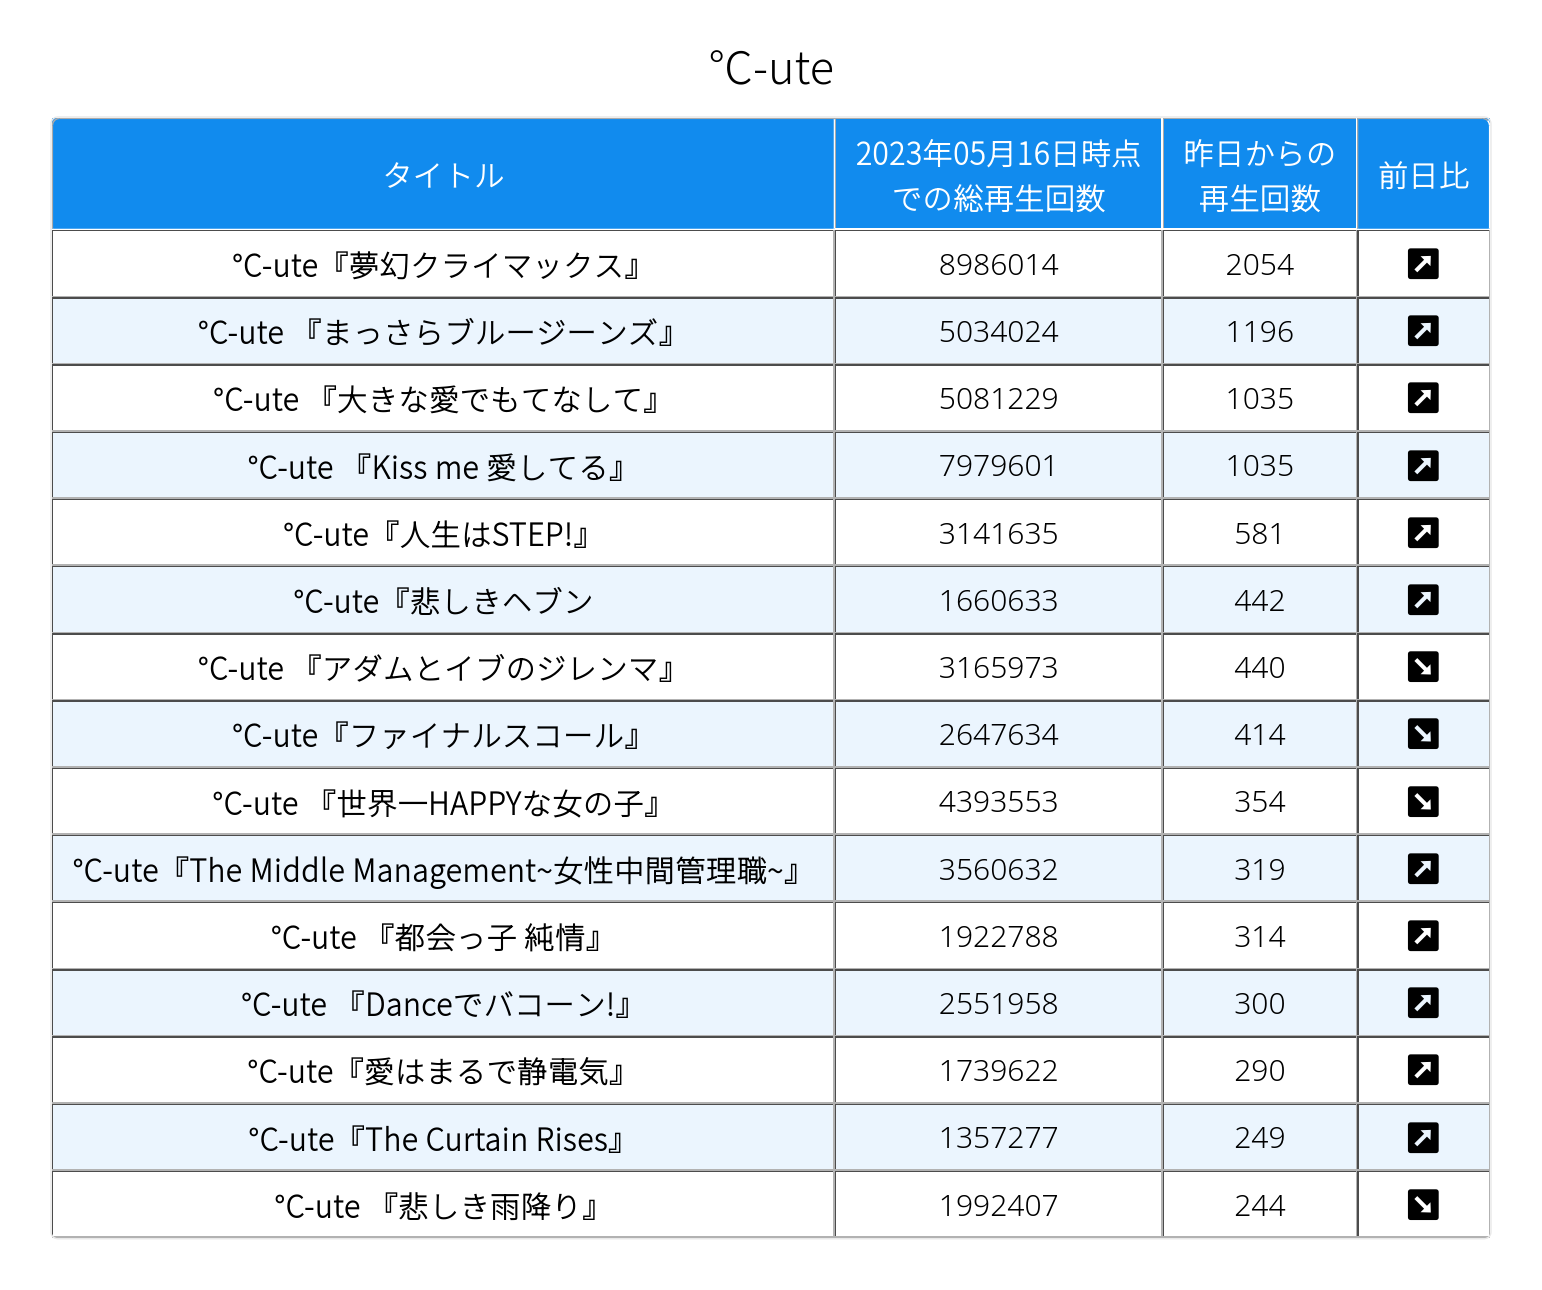 ℃-ute
タイトル
2023年05月16日時点
での総再生回数
昨日からの
再生回数
前日比
℃-ute『夢幻クライマックス』 8986014 2054
℃-ute 『まっさらブルージーンズ』 5034024 1196
℃-ute 『大きな愛でもてなして』 5081229 1035
℃-ute 『Kiss me 愛してる』 7979601 1035
℃-ute『人生はSTEP!』 3141635 581
℃-ute『悲しきヘブン 1660633 442
℃-ute 『アダムとイブのジレンマ』 3165973 440
℃-ute『ファイナルスコール』 2647634 414
℃-ute 『世界一HAPPYな女の子』 4393553 354
℃-ute『The Middle Management~女性中間管理職~』 3560632 319
℃-ute 『都会っ子 純情』 1922788 314
℃-ute 『Danceでバコーン!』 2551958 300
℃-ute『愛はまるで静電気』 1739622 290
℃-ute『The Curtain Rises』 1357277 249
℃-ute 『悲しき雨降り』 1992407 244